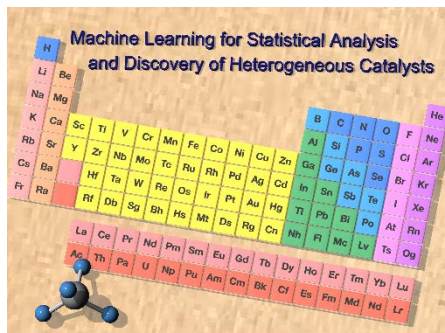 Machine Learning for Statistical Analysis
and Discovery of Heterogeneous Catalysts
H He
Li Be B C N O F Ne
Na Mg Al Si P S Cl Ar
K Ca Sc Ti V Cr Mn Fe Co Ni Cu Zn Ga Ge As Se Br Kr
Rb Sr Y Zr Nb Mo Tc Ru Rh Pd Ag Cd In Sn Sb Te I Xe
Cs Ba Hf Ta W Re Os Ir Pt Au Hg Tl Pb Bi Po At Rn
Fr Ra Rf Db Sg Bh Hs Mt Ds Rg Cn Nh Fl Mc Lv Ts Og
La Ce Pr Nd Pm Sm Eu Gd Tb Dy Ho Er Tm Yb Lu
Ac Th Pa U Np Pu Am Cm Bk Cf Es Fm Md Nd Lr